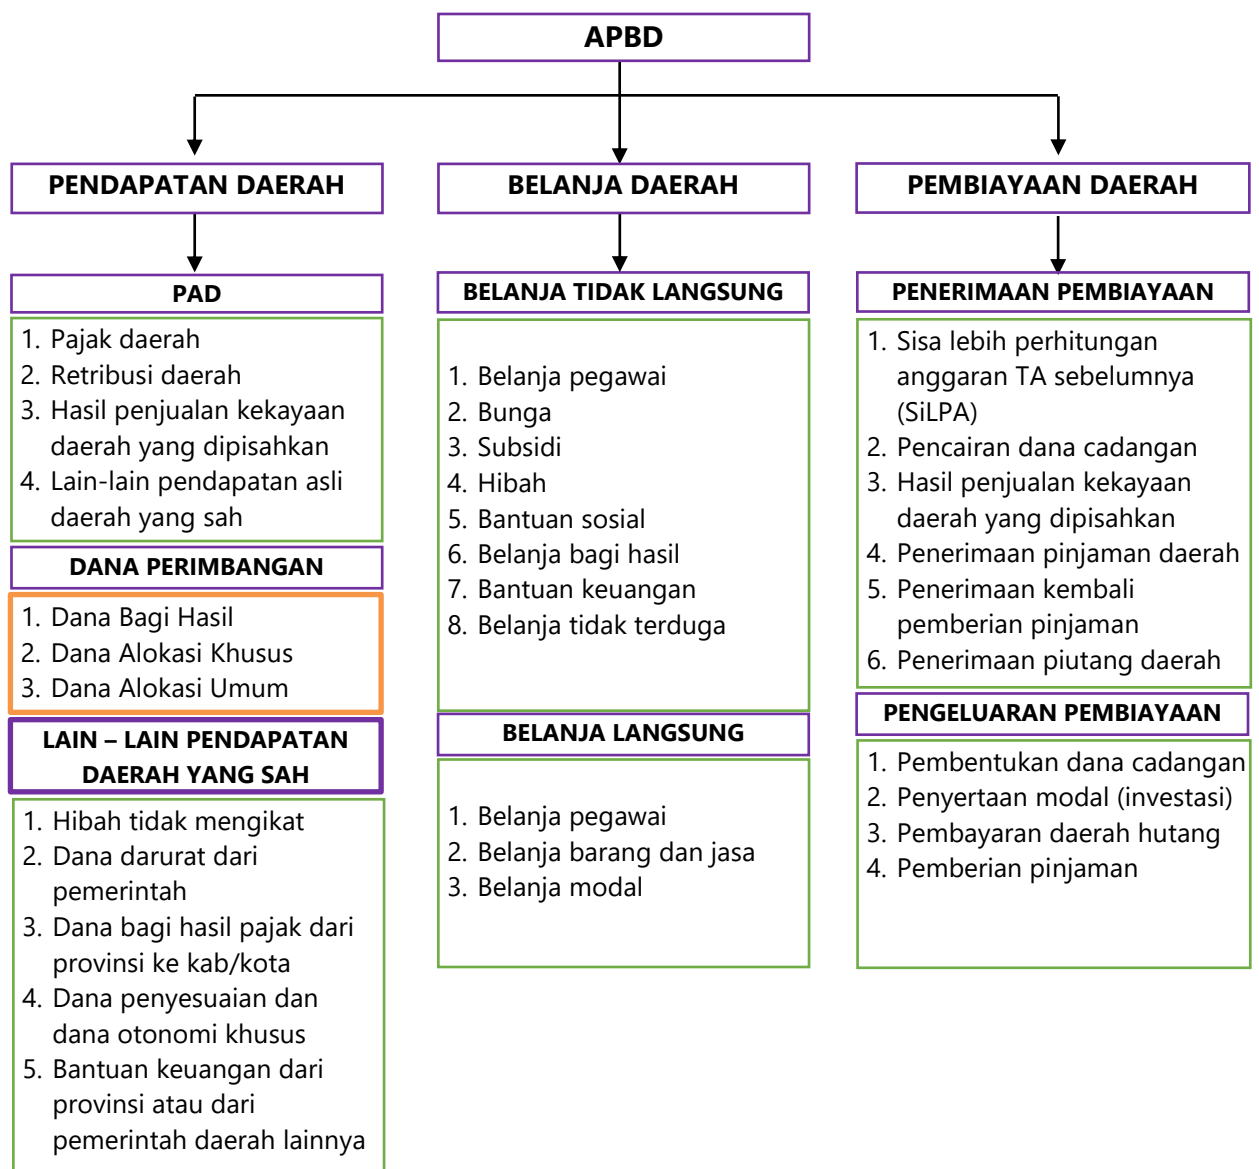 APBD
PENDAPATAN DAERAH
PAD
1. Pajak daerah
2. Retribusi daerah
3. Hasil penjualan kekayaan
daerah yang dipisahkan
4. Lain-lain pendapatan asli
daerah yang sah
DANA PERIMBANGAN
1. Dana Bagi Hasil
2. Dana Alokasi Khusus
3. Dana Alokasi Umum
LAIN – LAIN PENDAPATAN
DAERAH YANG SAH
1. Hibah tidak mengikat
2. Dana darurat dari
pemerintah
3. Dana bagi hasil pajak dari
provinsi ke kab/kota
4. Dana penyesuaian dan
dana otonomi khusus
5. Bantuan keuangan dari
provinsi atau dari
pemerintah daerah lainnya
BELANJA DAERAH
BELANJA TIDAK LANGSUNG
1. Belanja pegawai
2. Bunga
3. Subsidi
4. Hibah
5. Bantuan sosial
6. Belanja bagi hasil
7. Bantuan keuangan
8. Belanja tidak terduga
BELANJA LANGSUNG
1. Belanja pegawai
2. Belanja barang dan jasa
3. Belanja modal
PEMBIAYAAN DAERAH
PENERIMAAN PEMBIAYAAN
1. Sisa lebih perhitungan
anggaran TA sebelumnya
(SiLPA)
2. Pencairan dana cadangan
3. Hasil penjualan kekayaan
daerah yang dipisahkan
4. Penerimaan pinjaman daerah
5. Penerimaan kembali
pemberian pinjaman
6. Penerimaan piutang daerah
PENGELUARAN PEMBIAYAAN
1. Pembentukan dana cadangan
2. Penyertaan modal (investasi)
3. Pembayaran daerah hutang
4. Pemberian pinjaman